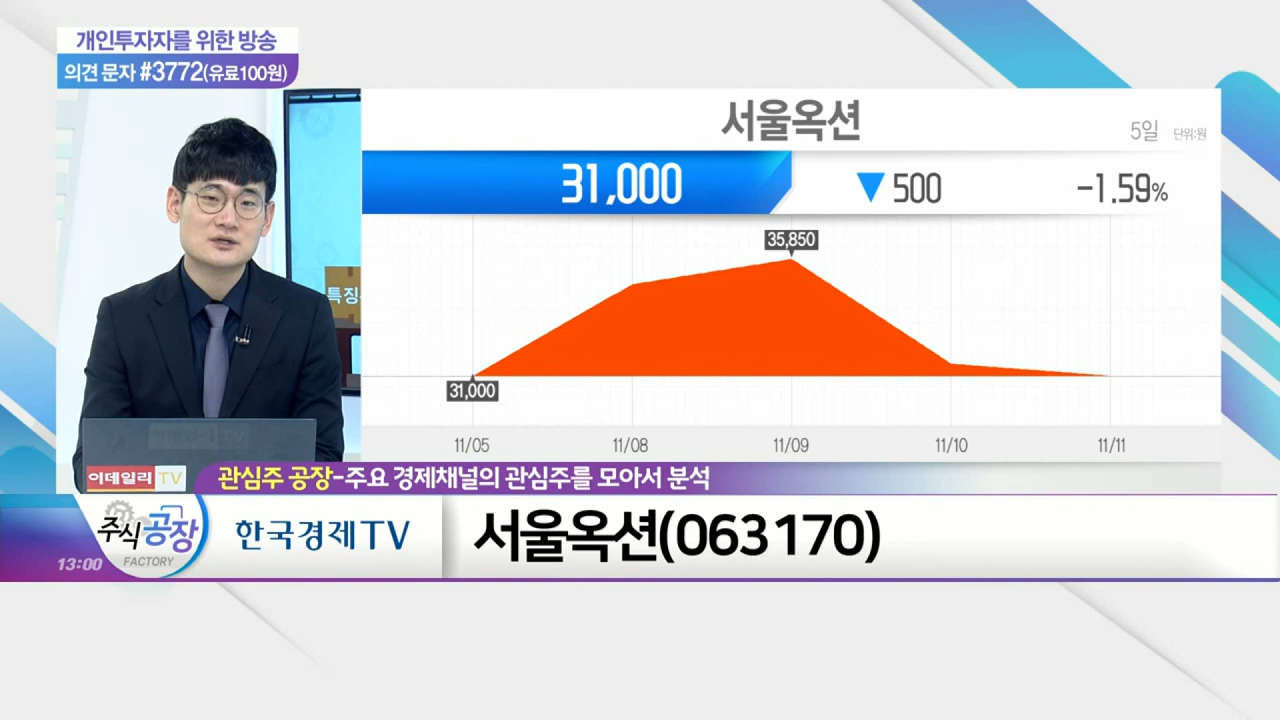 개인투자자를 위한 방송
의견 문자 #3772(유료100원)
서울옥션
5일 단위:원
31,000 ▼ 500 -1.59%
35,850
31,000
11/05 11/08 11/09 11/10 11/11
특징
이데일리 TV
관심주 공장-주요 경제채널의 관심주를 모아서 분석
주식공장
FACTORY
13:00
한국경제TV
서울옥션(063170)